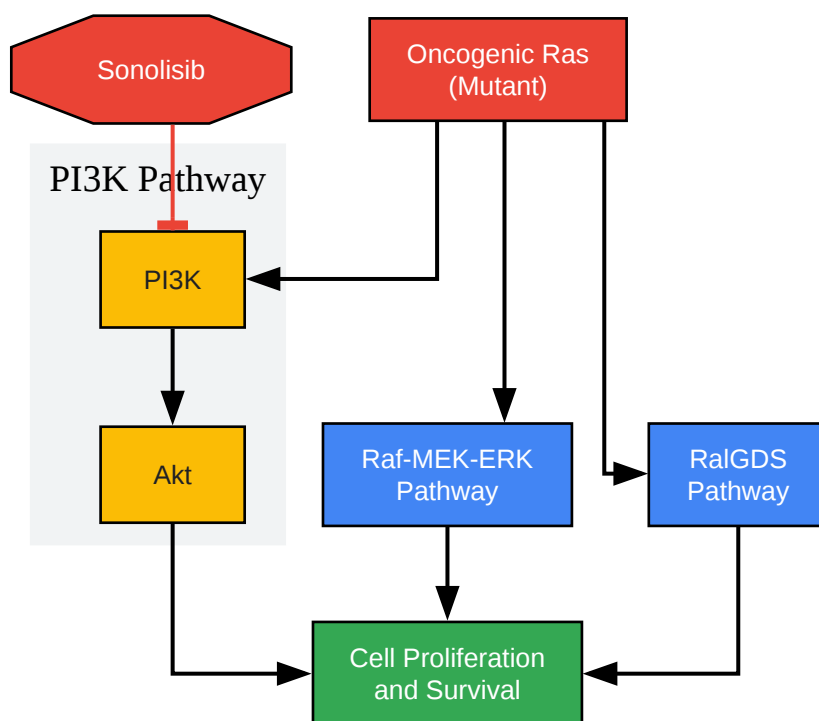 Sonolisib
Oncogenic Ras
(Mutant)
PI3K Pathway
PI3K
Akt
Raf-MEK-ERK
Pathway
RalGDS
Pathway
Cell Proliferation
and Survival